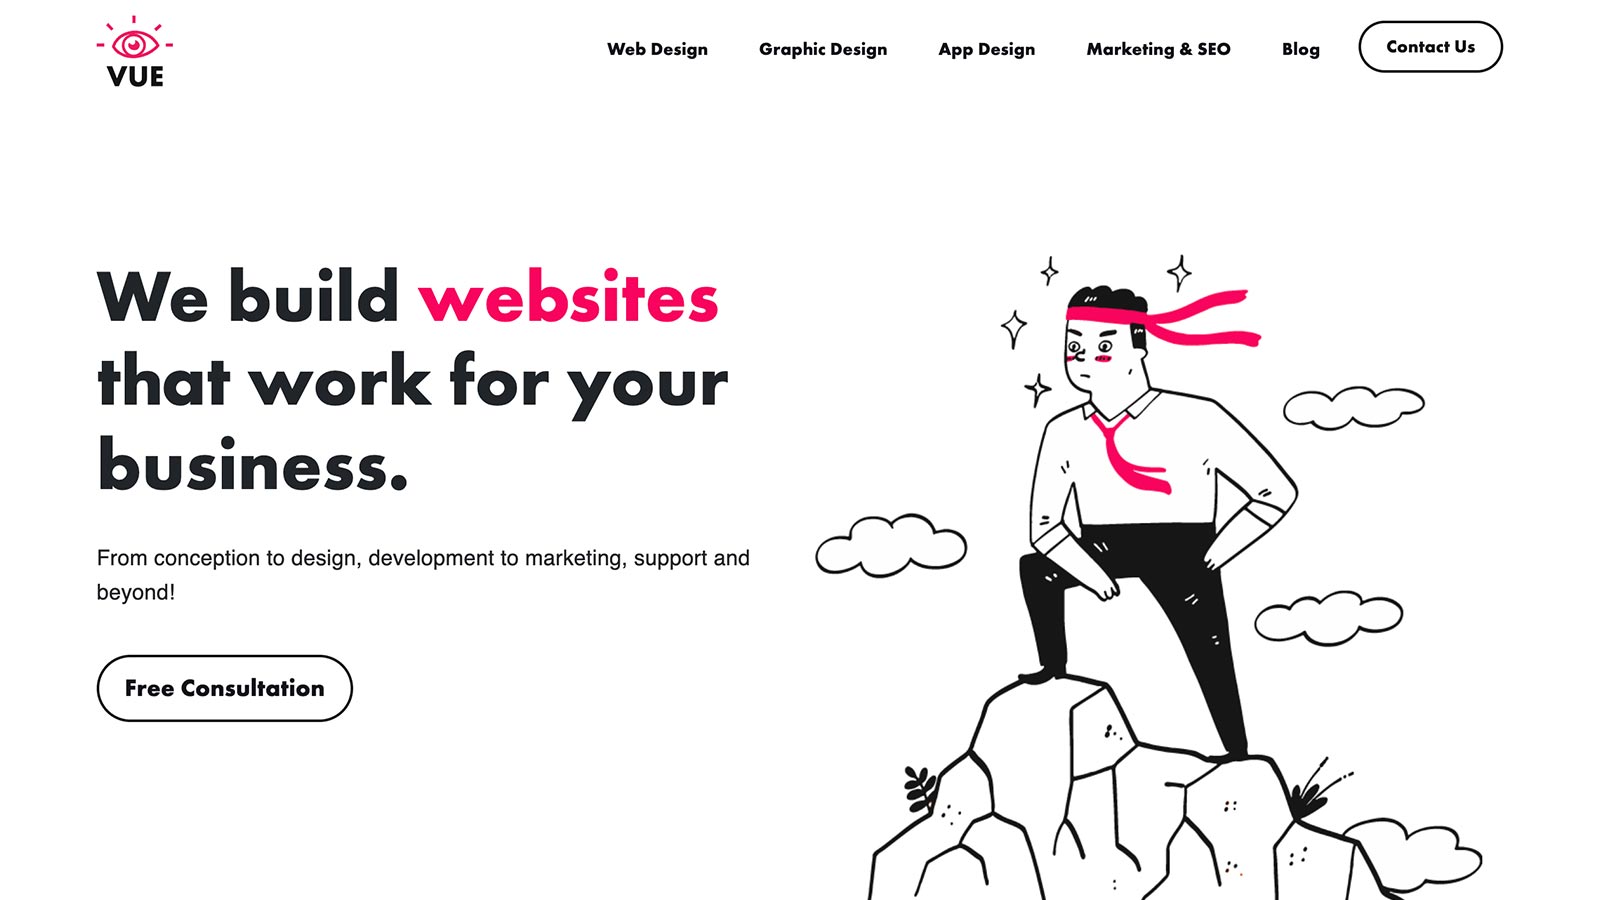 VUE
Web Design
Graphic Design
App Design
Marketing & SEO
Blog
Contact Us
We build websites
that work for your
business.
From conception to design, development to marketing, support and
beyond!
Free Consultation